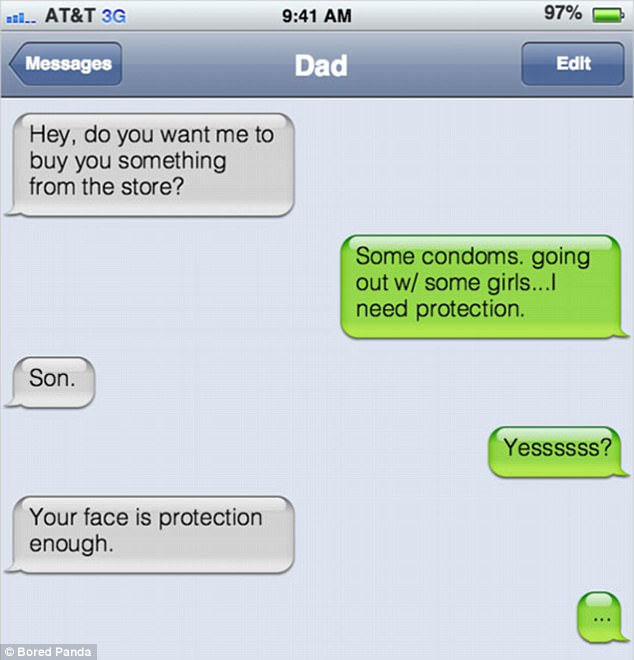 AT&T 3G 9:41 AM 97%
Messages Dad Edit
Hey, do you want me to
buy you something
from the store?
Some condoms. going
out w/ some girls...I
need protection.
Son.
Yessssss?
Your face is protection
enough.
...
© Bored Panda